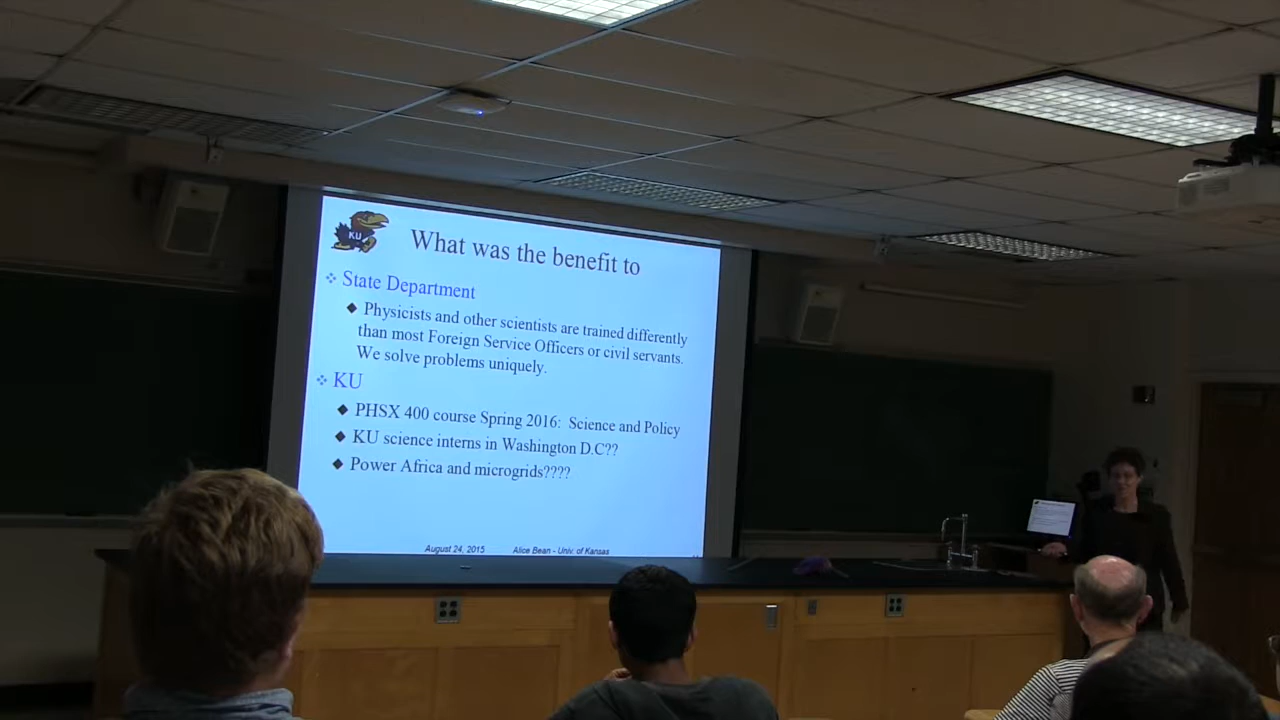 KU
What was the benefit to
State Department
Physicists and other scientists are trained differently
than most Foreign Service Officers or civil servants.
We solve problems uniquely.
KU
PHSX 400 course Spring 2016: Science and Policy
KU science interns in Washington D.C??
Power Africa and microgrids????
August 24, 2015 Alice Bean - Univ. of Kansas